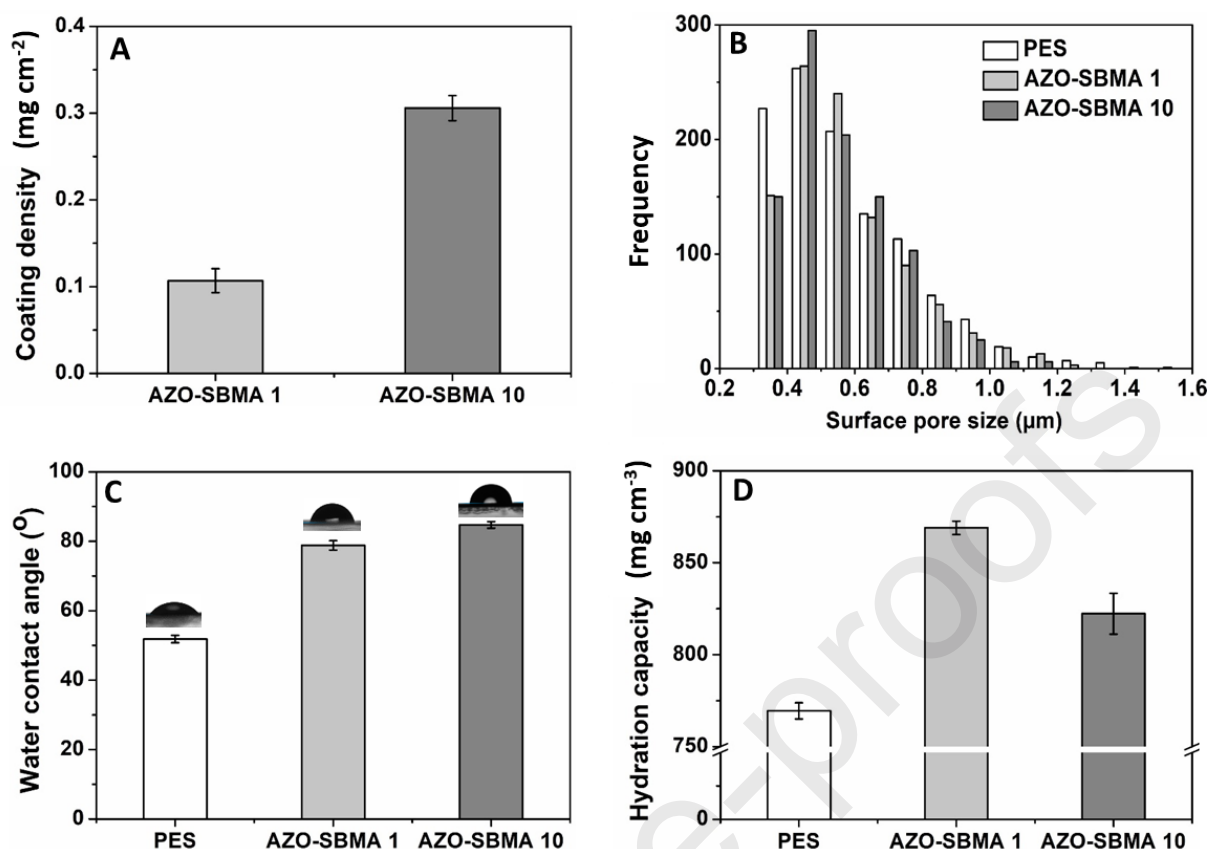 A
Coating density (mg cm⁻²)
0.4
0.3
0.2
0.1
0.0
AZO-SBMA 1 AZO-SBMA 10
B
PES
AZO-SBMA 1
AZO-SBMA 10
Frequency
300
200
100
0
0.2 0.4 0.6 0.8 1.0 1.2 1.4 1.6
Surface pore size (µm)
C
Water contact angle (°)
100
80
60
40
20
0
PES AZO-SBMA 1 AZO-SBMA 10
D
Hydration capacity (mg cm⁻³)
900
850
800
750
0
PES AZO-SBMA 1 AZO-SBMA 10
e-proofs